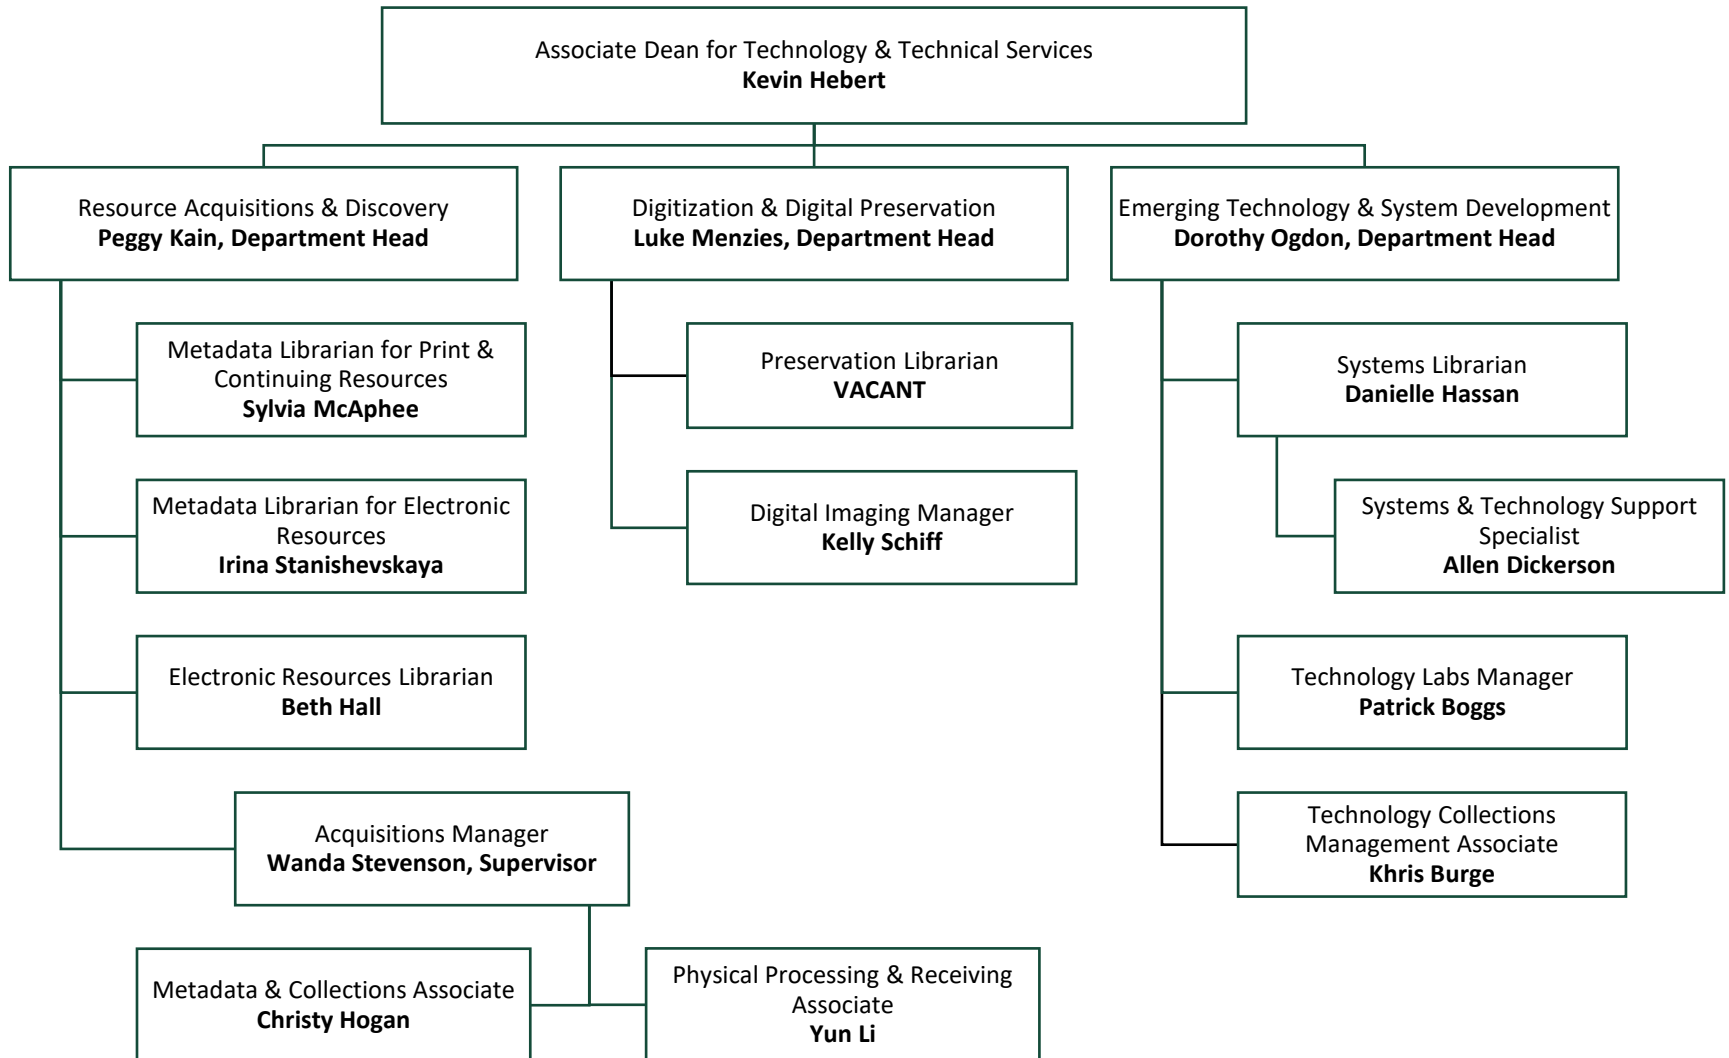 Associate Dean for Technology & Technical Services
Kevin Hebert
Resource Acquisitions & Discovery
Peggy Kain, Department Head
Digitization & Digital Preservation
Luke Menzies, Department Head
Emerging Technology & System Development
Dorothy Ogdon, Department Head
Metadata Librarian for Print &
Continuing Resources
Sylvia McAphee
Preservation Librarian
VACANT
Systems Librarian
Danielle Hassan
Metadata Librarian for Electronic
Resources
Irina Stanishevskaya
Digital Imaging Manager
Kelly Schiff
Systems & Technology Support
Specialist
Allen Dickerson
Electronic Resources Librarian
Beth Hall
Technology Labs Manager
Patrick Boggs
Acquisitions Manager
Wanda Stevenson, Supervisor
Technology Collections
Management Associate
Khris Burge
Metadata & Collections Associate
Christy Hogan
Physical Processing & Receiving
Associate
Yun Li